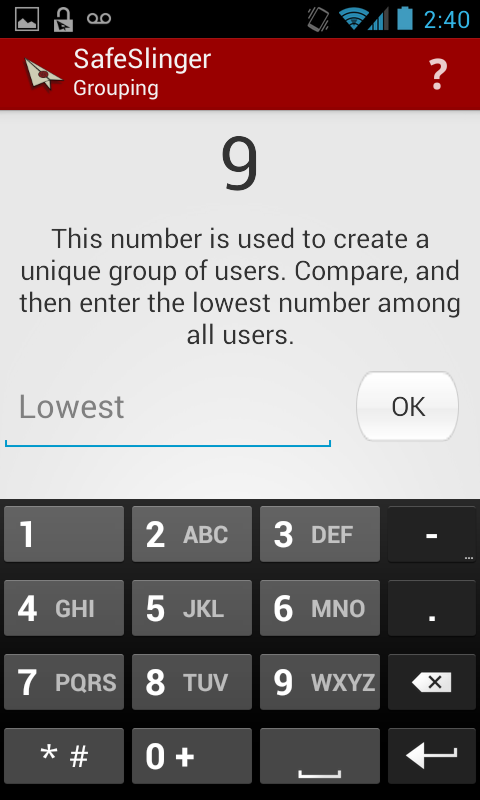 2:40
SafeSlinger
Grouping
?
9
This number is used to create a
unique group of users. Compare, and
then enter the lowest number among
all users.
Lowest
OK
1 2 ABC 3 DEF - ...
4 GHI 5 JKL 6 MNO .
7 PQRS 8 TUV 9 WXYZ
* # 0 +